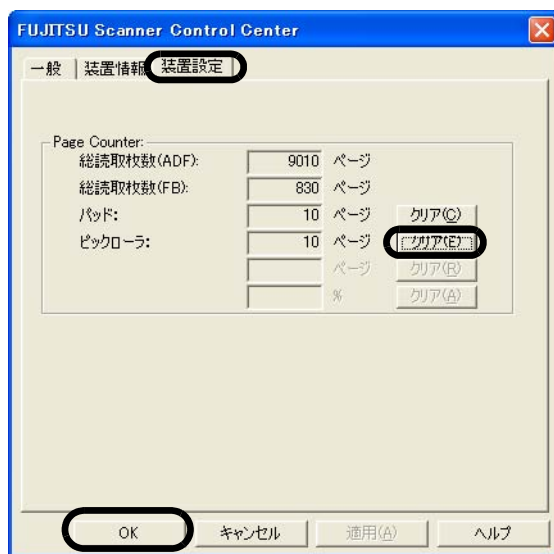 FUJITSU Scanner Control Center
一般 装置情報 装置設定
Page Counter:
総読取枚数(ADF): 9010 ページ
総読取枚数(FB): 830 ページ
パッド: 10 ページ クリア(C)
ピックローラ: 10 ページ クリア(E)
ページ クリア(R)
% クリア(A)
OK キャンセル 適用(A) ヘルプ